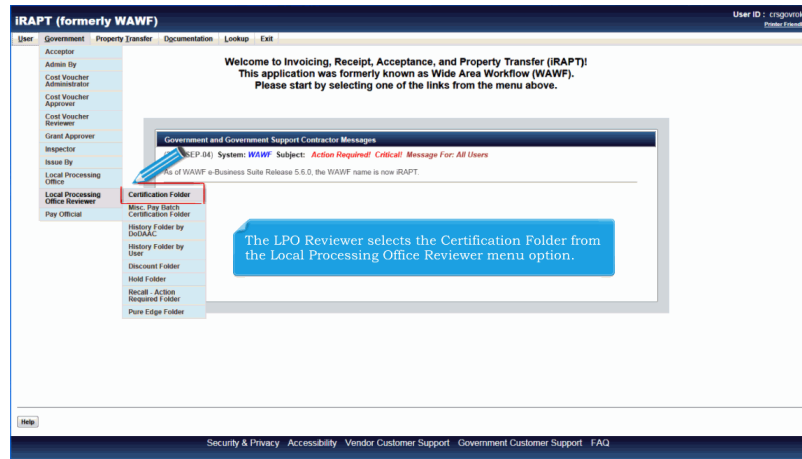 iRAPT (formerly WAWF)
User ID : crsgovrol
Printer Friend
User Government Property Transfer Documentation Lookup Exit
Acceptor
Admin By
Cost Voucher
Administrator
Cost Voucher
Approver
Cost Voucher
Reviewer
Grant Approver
Inspector
Issue By
Local Processing
Office
Local Processing
Office Reviewer
Pay Official
Certification Folder
Misc. Pay Batch
Certification Folder
History Folder by
DoDAAC
History Folder by
User
Discount Folder
Hold Folder
Recall - Action
Required Folder
Pure Edge Folder
Welcome to Invoicing, Receipt, Acceptance, and Property Transfer (iRAPT)!
This application was formerly known as Wide Area Workflow (WAWF).
Please start by selecting one of the links from the menu above.
Government and Government Support Contractor Messages
SEP-04) System: WAWF Subject: Action Required! Critical! Message For: All Users
As of WAWF e-Business Suite Release 5.6.0, the WAWF name is now iRAPT.
The LPO Reviewer selects the Certification Folder from
the Local Processing Office Reviewer menu option.
Help
Security & Privacy Accessibility Vendor Customer Support Government Customer Support FAQ